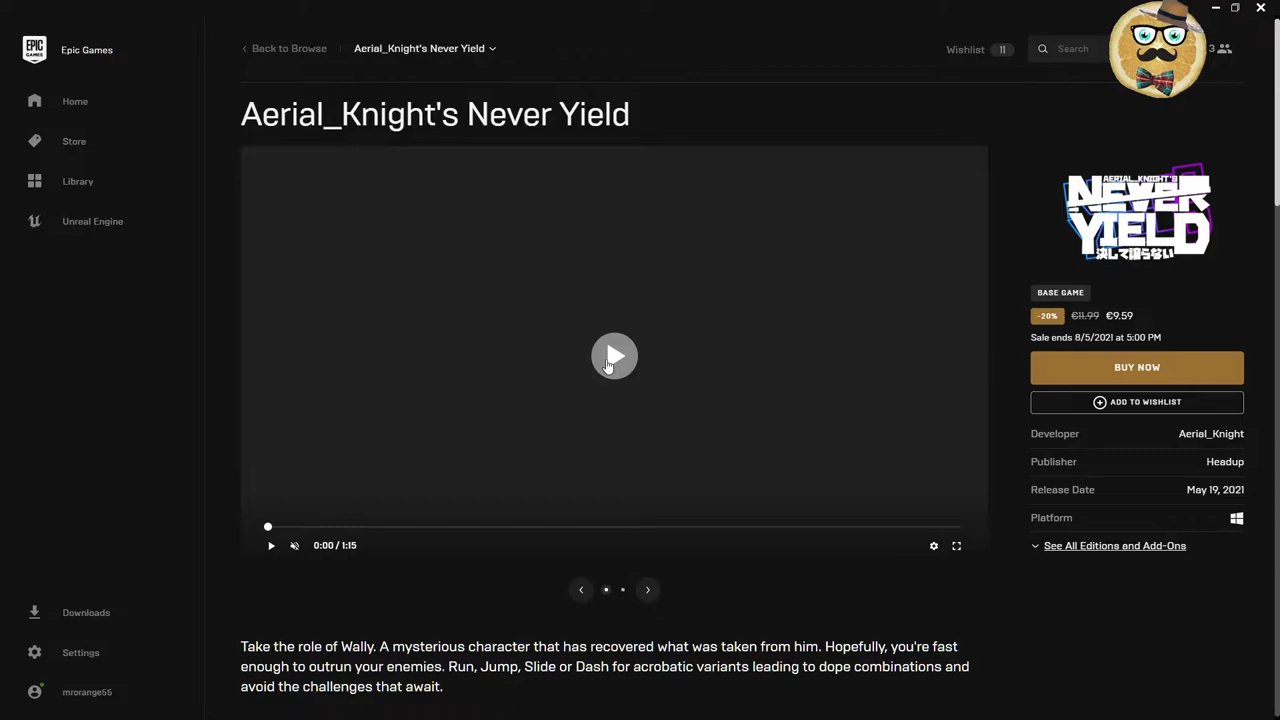 EPIC GAMES
Epic Games
Home
Store
Library
Unreal Engine
Downloads
Settings
mrorange55
Back to Browse
Aerial_Knight's Never Yield
Wishlist 11
Search
3
Aerial_Knight's Never Yield
0:00 / 1:15
Take the role of Wally. A mysterious character that has recovered what was taken from him. Hopefully, you're fast
enough to outrun your enemies. Run, Jump, Slide or Dash for acrobatic variants leading to dope combinations and
avoid the challenges that await.
AERIAL_KNIGHT'S
NEVER
YIELD
決して譲らない
BASE GAME
-20% €11.99 €9.59
Sale ends 8/5/2021 at 5:00 PM
BUY NOW
ADD TO WISHLIST
Developer Aerial_Knight
Publisher Headup
Release Date May 19, 2021
Platform
See All Editions and Add-Ons